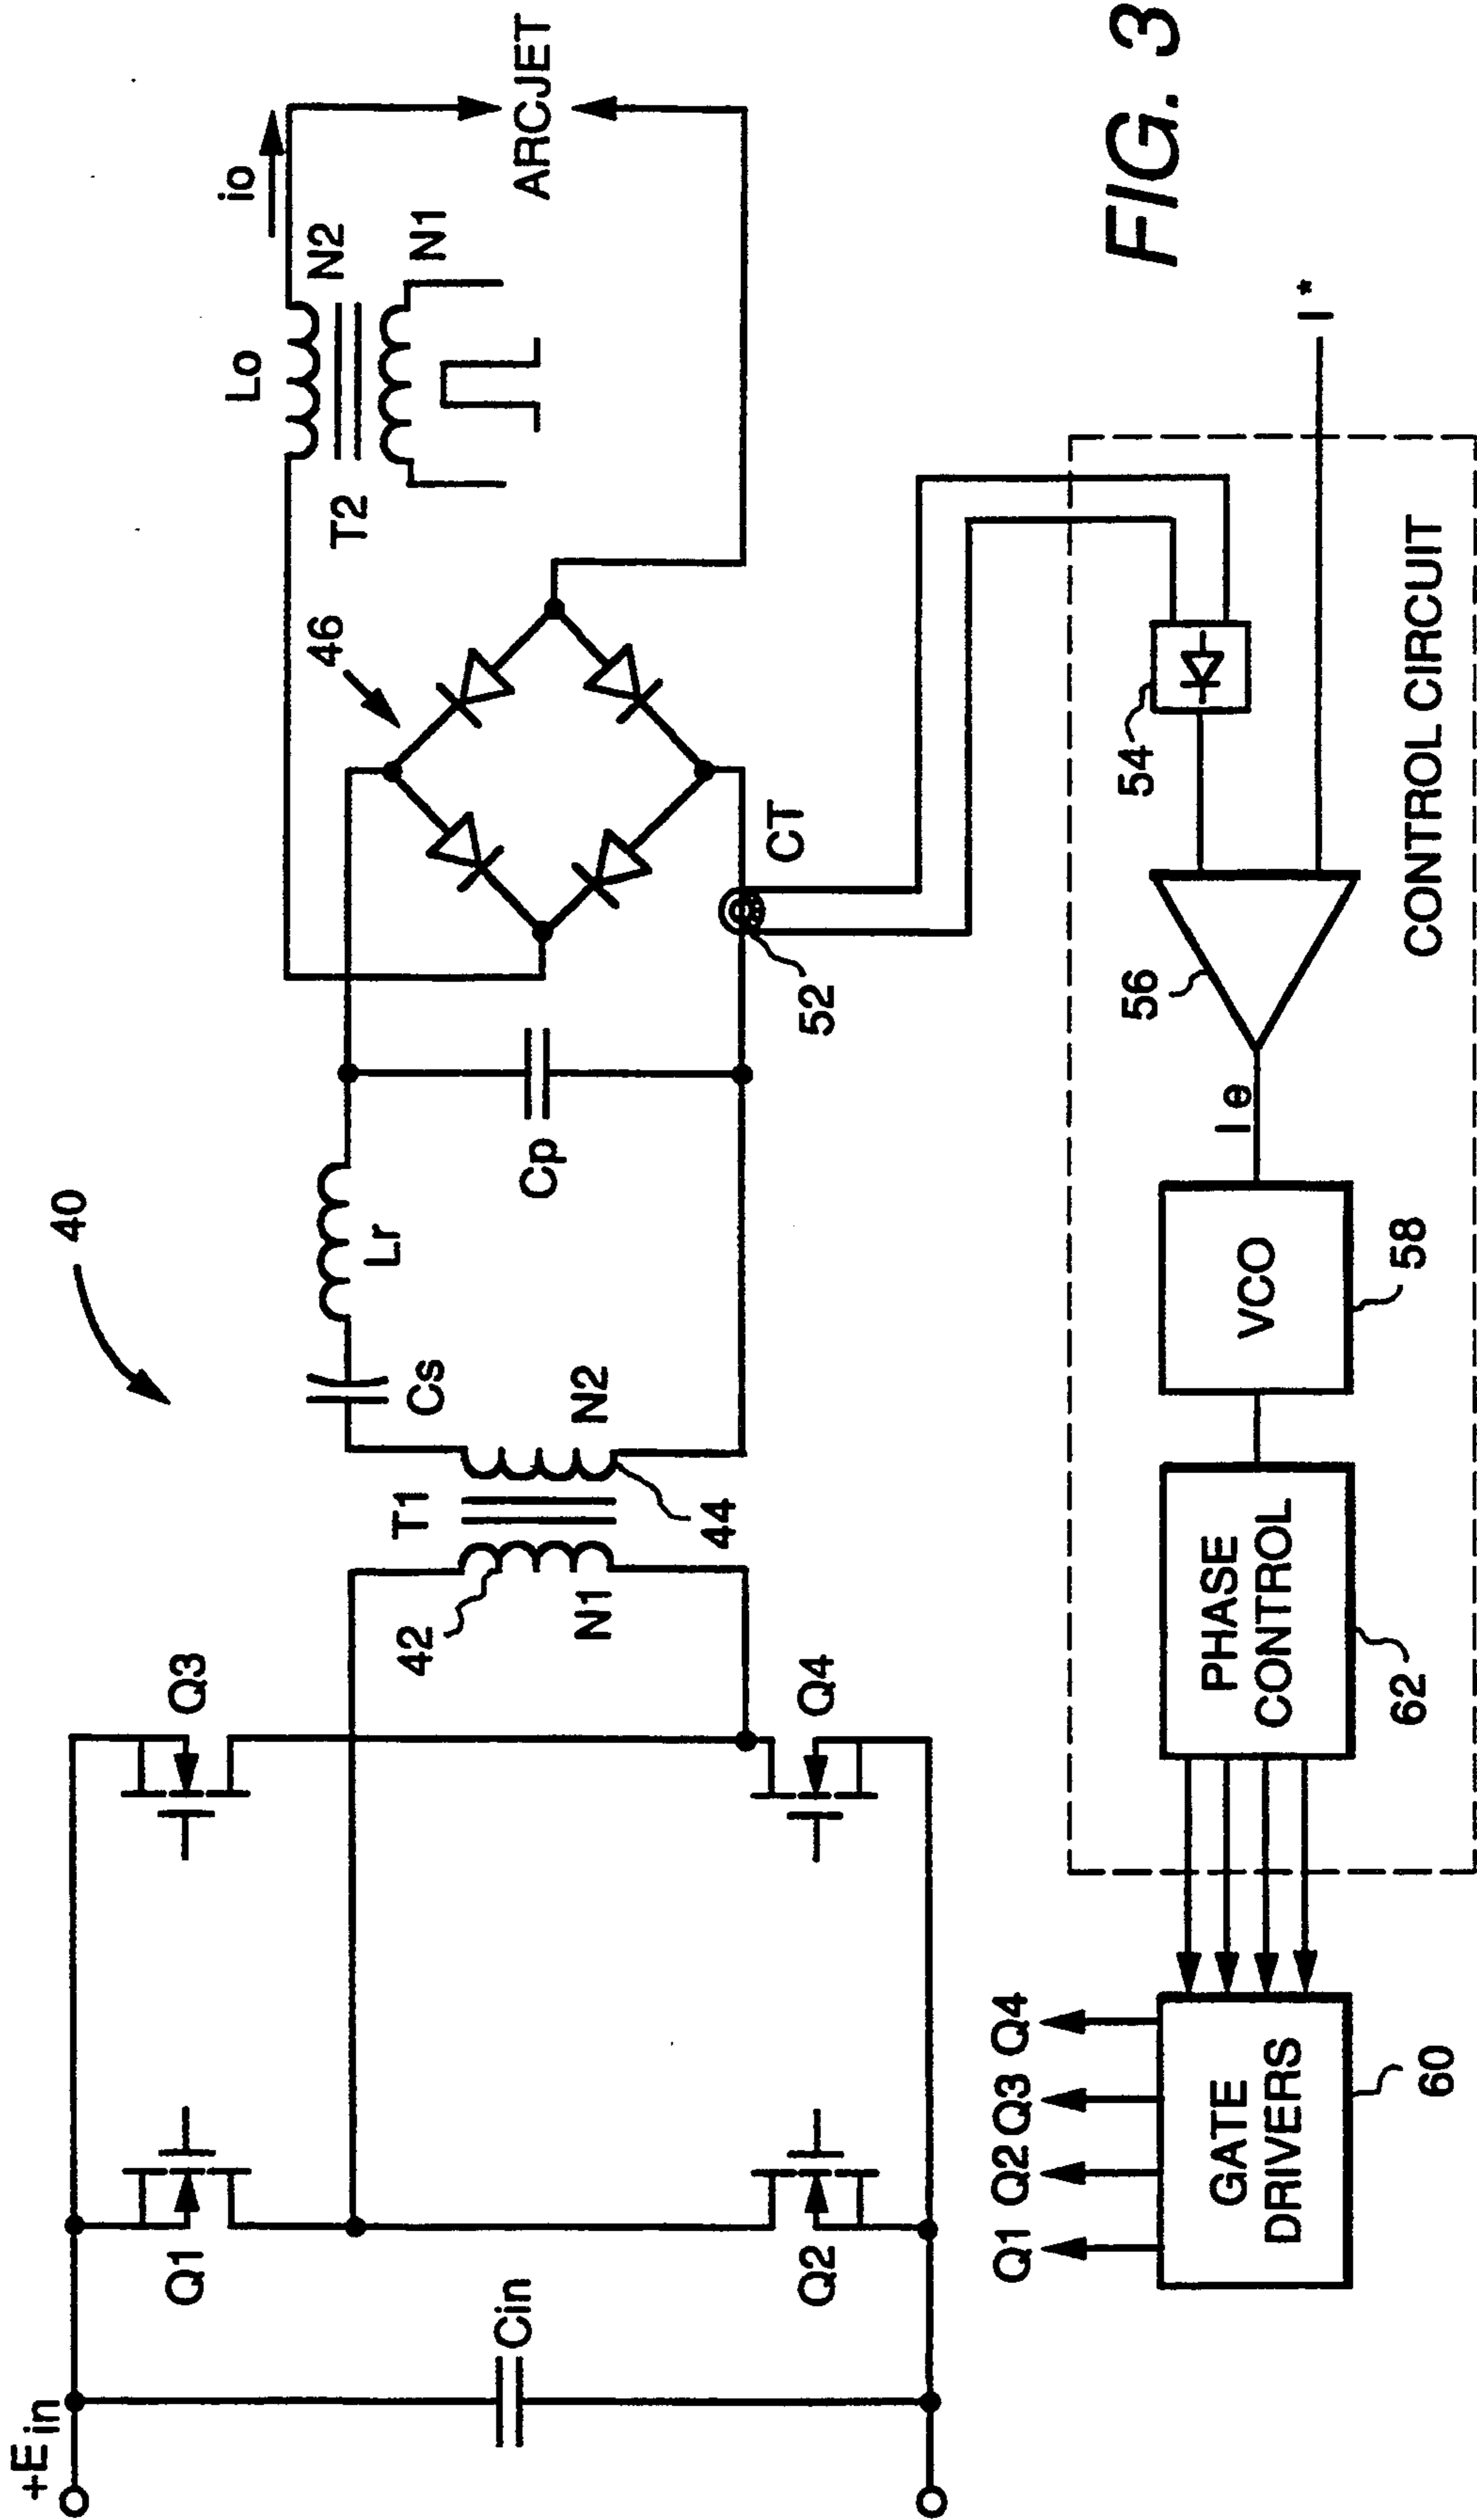 40
+Ein
Cin
Q1
Q2
Q3
Q4
42
N1
T1
44
N2
Cs
Lr
Cp
46
CT
52
T2
Lo
N2
N1
io
ARCJET
Q1 Q2 Q3 Q4
GATE
DRIVERS
60
PHASE
CONTROL
62
VCO
58
Ie
56
54
I*
CONTROL CIRCUIT
FIG. 3